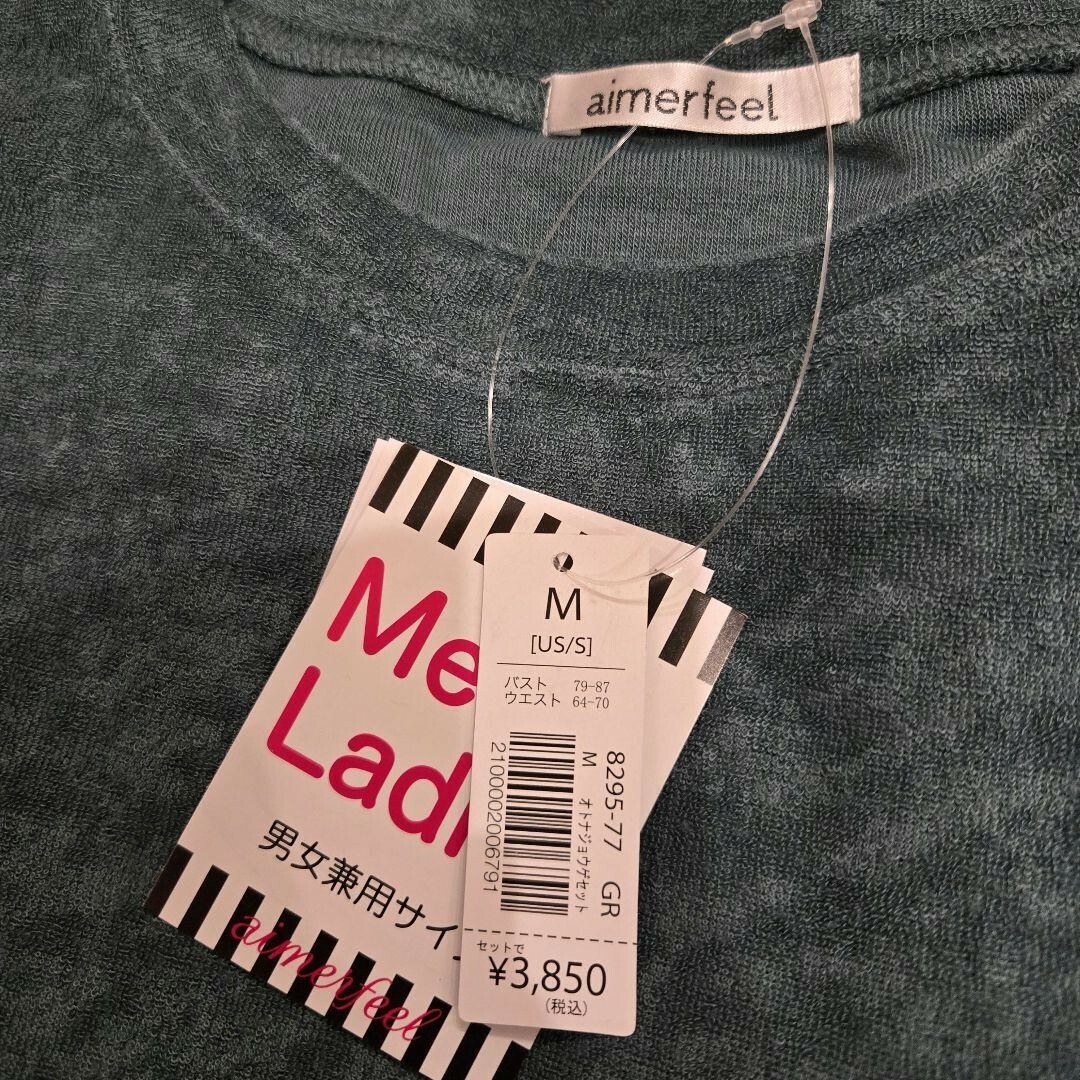 aimerfeel
Me
Lad
男女兼用サイ
aimerfeel
M
[US/S]
バスト 79-87
ウエスト 64-70
2100002006791
8295-77 GR
M オトナジョウゲセット
セットで
¥3,850
(税込)